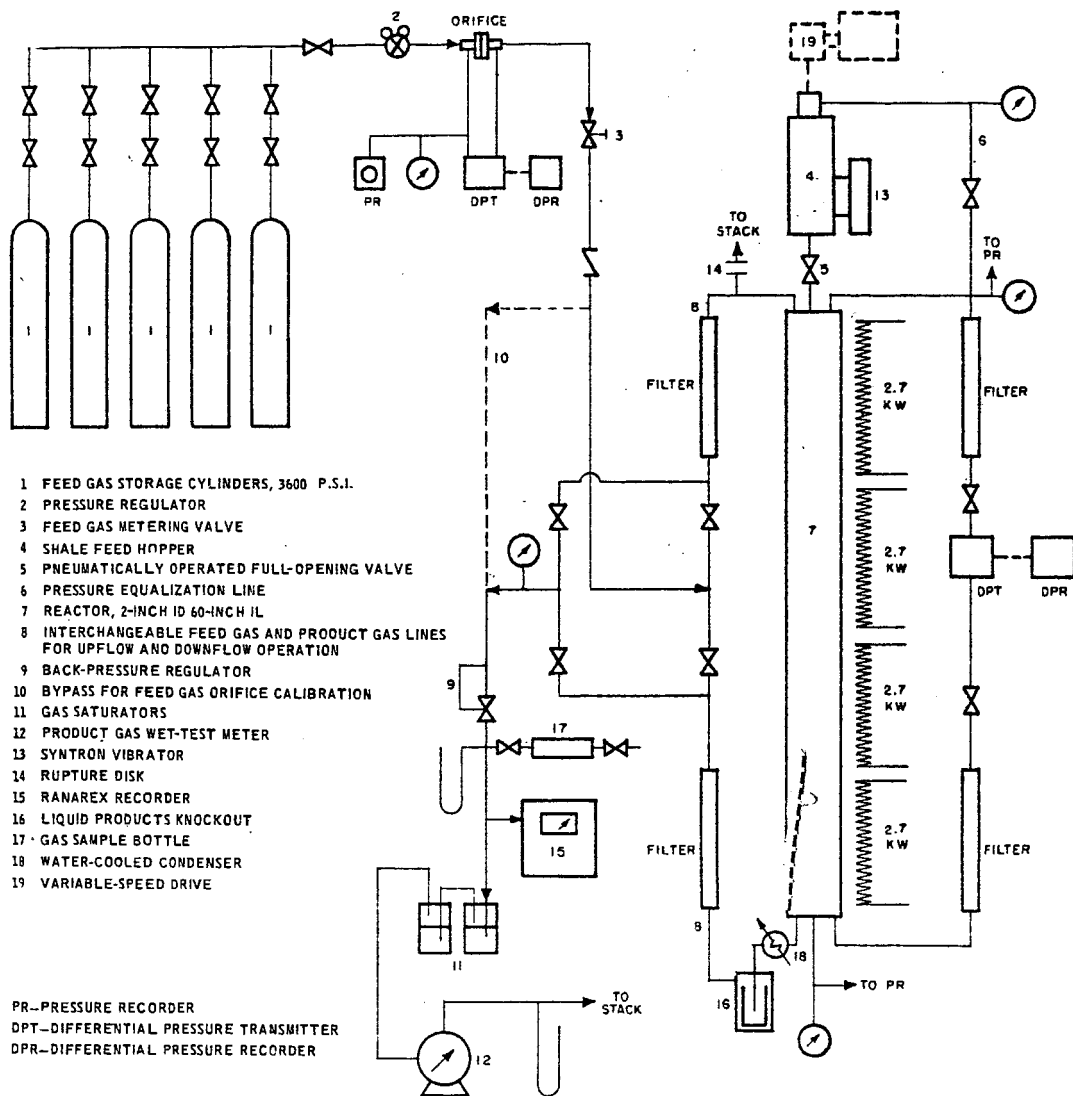 2
ORIFICE
3
PR
DPT
DPR
1
1
1
1
1
19
4
13
6
TO
STACK
14
5
TO
PR
8
10
FILTER
2.7
KW
FILTER
7
2.7
KW
DPT
DPR
2.7
KW
9
17
15
FILTER
2.7
KW
FILTER
8
18
16
TO PR
11
TO
STACK
12
1 FEED GAS STORAGE CYLINDERS, 3600 P.S.I.
2 PRESSURE REGULATOR
3 FEED GAS METERING VALVE
4 SHALE FEED HOPPER
5 PNEUMATICALLY OPERATED FULL-OPENING VALVE
6 PRESSURE EQUALIZATION LINE
7 REACTOR, 2-INCH ID 60-INCH IL
8 INTERCHANGEABLE FEED GAS AND PRODUCT GAS LINES
FOR UPFLOW AND DOWNFLOW OPERATION
9 BACK-PRESSURE REGULATOR
10 BYPASS FOR FEED GAS ORIFICE CALIBRATION
11 GAS SATURATORS
12 PRODUCT GAS WET-TEST METER
13 SYNTRON VIBRATOR
14 RUPTURE DISK
15 RANAREX RECORDER
16 LIQUID PRODUCTS KNOCKOUT
17 GAS SAMPLE BOTTLE
18 WATER-COOLED CONDENSER
19 VARIABLE-SPEED DRIVE
PR–PRESSURE RECORDER
DPT–DIFFERENTIAL PRESSURE TRANSMITTER
DPR–DIFFERENTIAL PRESSURE RECORDER